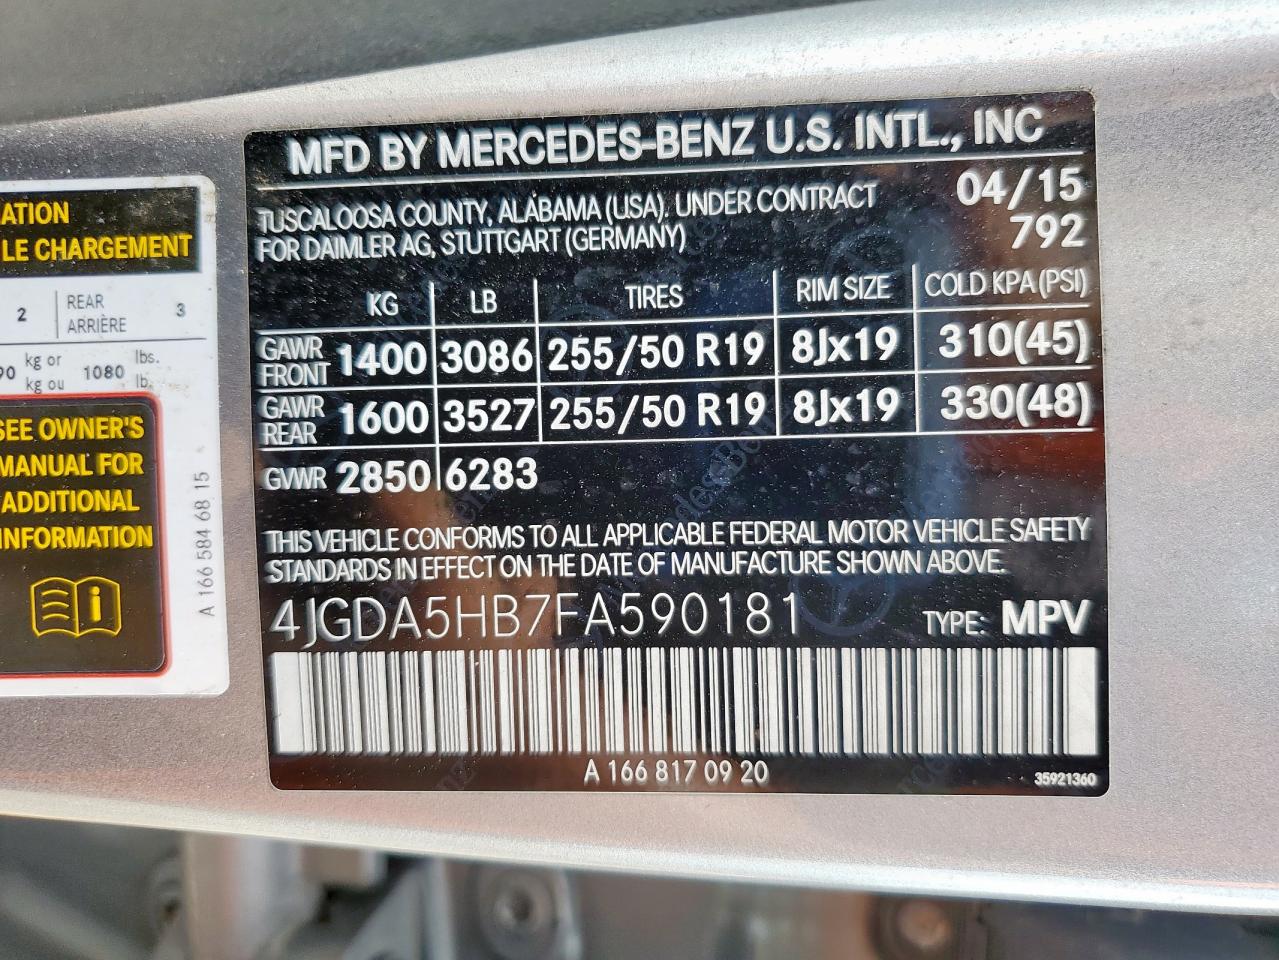 ATION
LE CHARGEMENT
2
REAR
ARRIÈRE
3
90 kg or
kg ou
1080
lbs.
lb.
SEE OWNER'S
MANUAL FOR
ADDITIONAL
INFORMATION
A 166 584 68 15
MFD BY MERCEDES-BENZ U.S. INTL., INC
TUSCALOOSA COUNTY, ALABAMA (USA). UNDER CONTRACT
FOR DAIMLER AG, STUTTGART (GERMANY)
04/15
792
KG LB TIRES RIM SIZE COLD KPA (PSI)
GAWR FRONT 1400 3086 255/50 R19 8Jx19 310(45)
GAWR REAR 1600 3527 255/50 R19 8Jx19 330(48)
GVWR 2850 6283
THIS VEHICLE CONFORMS TO ALL APPLICABLE FEDERAL MOTOR VEHICLE SAFETY
STANDARDS IN EFFECT ON THE DATE OF MANUFACTURE SHOWN ABOVE.
4JGDA5HB7FA590181 TYPE: MPV
A 166 817 09 20
35921360